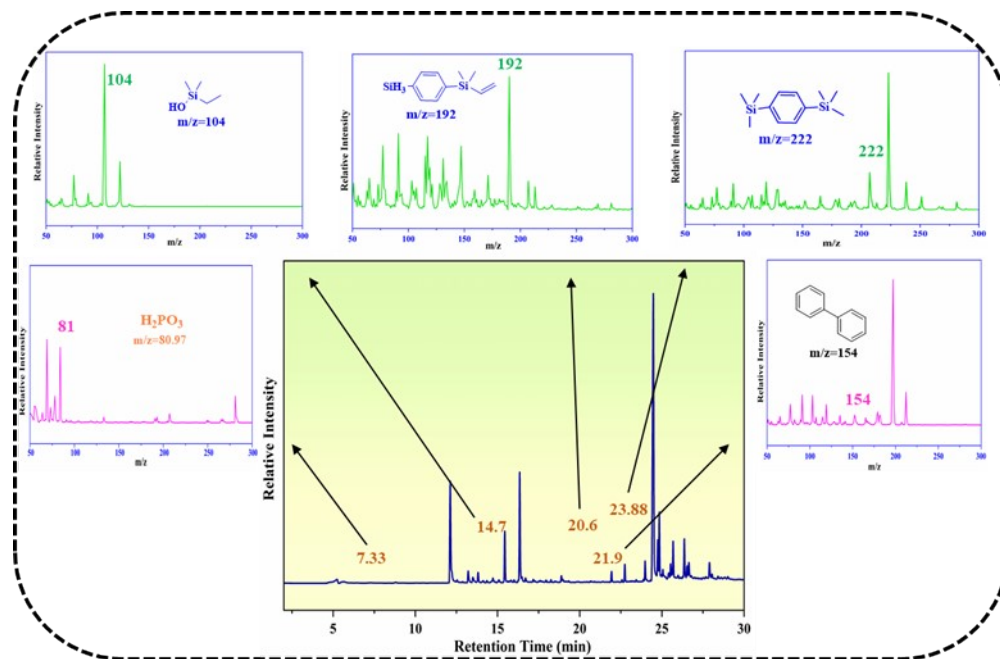 104
Si
HO
m/z=104
Relative Intensity
50 100 150 200 250 300
m/z
192
SiH₃
Si
m/z=192
Relative Intensity
50 100 150 200 250 300
m/z
222
Si
Si
m/z=222
Relative Intensity
50 100 150 200 250 300
m/z
81
H₂PO₃
m/z=80.97
Relative Intensity
50 100 150 200 250 300
m/z
7.33
14.7
20.6
23.88
21.9
Relative Intensity
5 10 15 20 25 30
Retention Time (min)
m/z=154
154
Relative Intensity
50 100 150 200 250 300
m/z